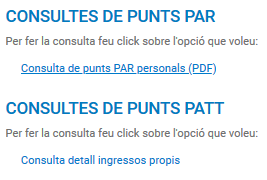 CONSULTES DE PUNTS PAR
Per fer la consulta feu click sobre l'opció que voleu:
Consulta de punts PAR personals (PDF)
CONSULTES DE PUNTS PATT
Per fer la consulta feu click sobre l'opció que voleu:
Consulta detall ingressos propis